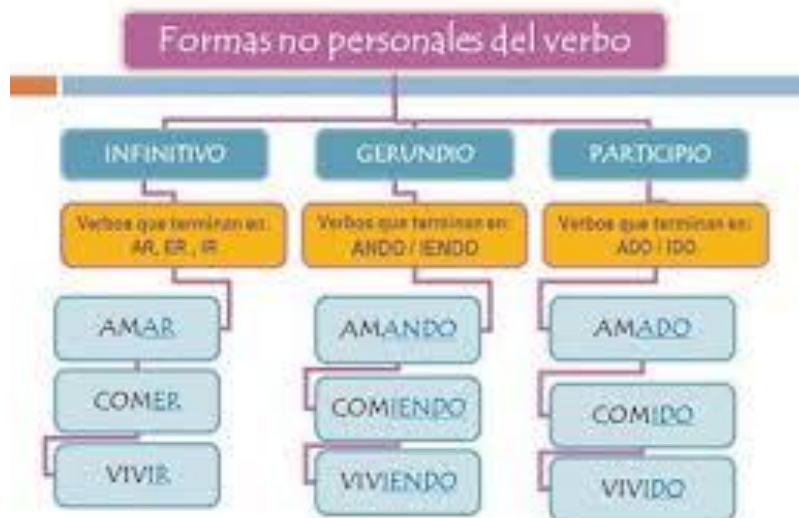 Formas no personales del verbo
INFINITIVO
GERUNDIO
PARTICIPIO
Verbos que terminan en:
AR, ER , IR
Verbos que terminan en:
ANDO / IENDO
Verbos que terminan en:
ADO / IDO
AMAR
AMANDO
AMADO
COMER
COMIENDO
COMIDO
VIVIR
VIVIENDO
VIVIDO